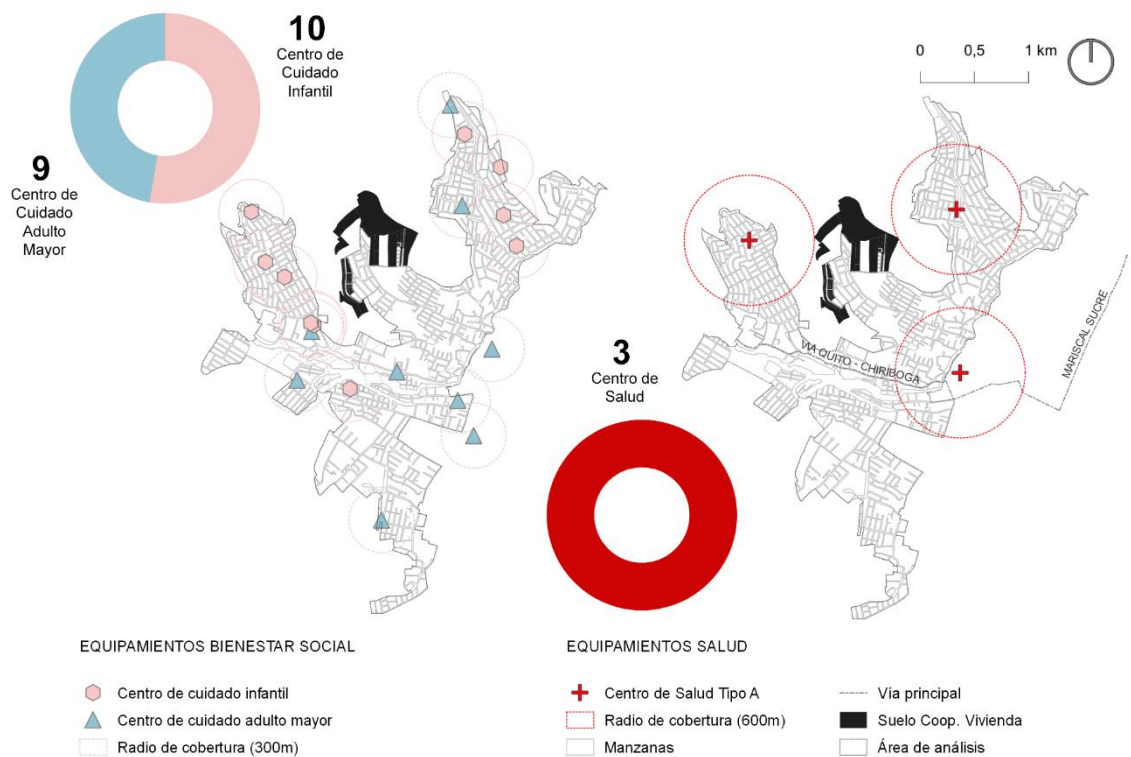 10
Centro de
Cuidado
Infantil
9
Centro de
Cuidado
Adulto
Mayor
0 0,5 1 km
MARISCAL SUCRE
VIA QUITO - CHIRIBOGA
3
Centro de
Salud
EQUIPAMIENTOS BIENESTAR SOCIAL
Centro de cuidado infantil
Centro de cuidado adulto mayor
Radio de cobertura (300m)
EQUIPAMIENTOS SALUD
Centro de Salud Tipo A
Radio de cobertura (600m)
Manzanas
Vía principal
Suelo Coop. Vivienda
Área de análisis